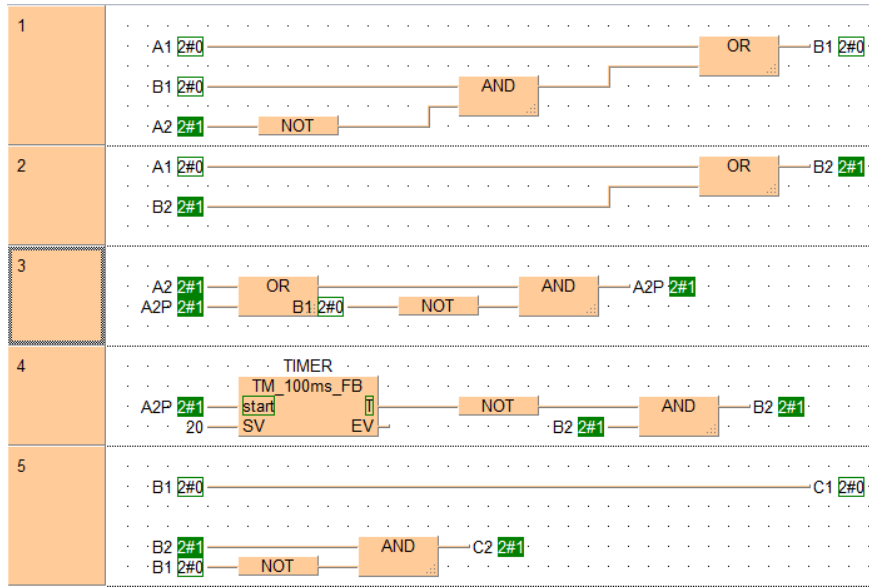 1
A1 2#0 OR B1 2#0
B1 2#0 AND
A2 2#1 NOT
2
A1 2#0 OR B2 2#1
B2 2#1
3
A2 2#1 OR AND A2P 2#1
A2P 2#1 B1 2#0 NOT
4
TIMER
TM_100ms_FB
A2P 2#1 start T NOT AND B2 2#1
20 SV EV B2 2#1
5
B1 2#0 C1 2#0
B2 2#1 AND C2 2#1
B1 2#0 NOT